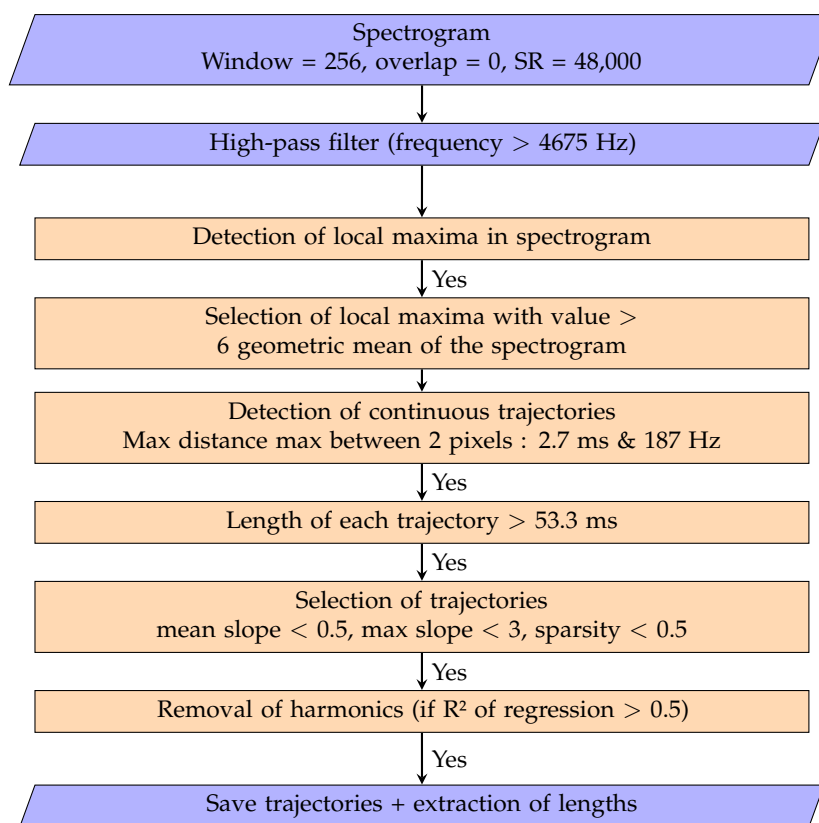 Spectrogram
Window = 256, overlap = 0, SR = 48,000
High-pass filter (frequency > 4675 Hz)
Detection of local maxima in spectrogram
Yes
Selection of local maxima with value >
6 geometric mean of the spectrogram
Detection of continuous trajectories
Max distance max between 2 pixels : 2.7 ms & 187 Hz
Yes
Length of each trajectory > 53.3 ms
Yes
Selection of trajectories
mean slope < 0.5, max slope < 3, sparsity < 0.5
Yes
Removal of harmonics (if R² of regression > 0.5)
Yes
Save trajectories + extraction of lengths